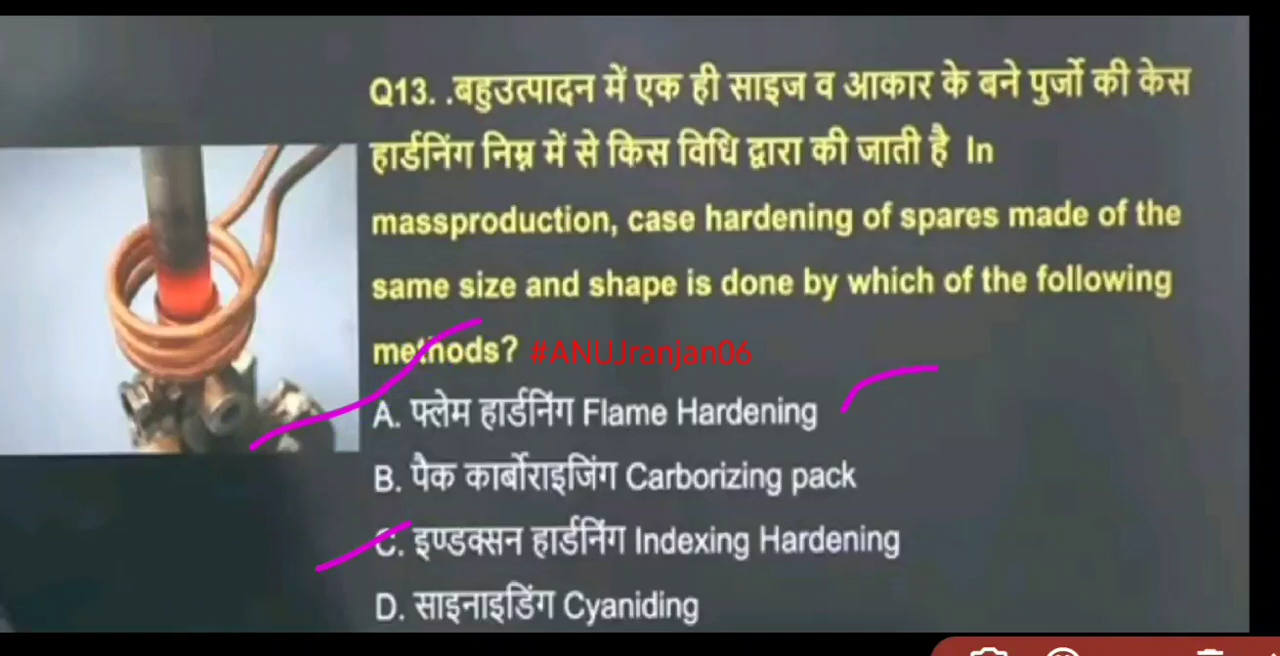 Q13. .बहुउत्पादन में एक ही साइज व आकार के बने पुर्जो की केस
हार्डनिंग निम्न में से किस विधि द्वारा की जाती है In
massproduction, case hardening of spares made of the
same size and shape is done by which of the following
methods? #ANUJranjan06
A. फ्लेम हार्डनिंग Flame Hardening
B. पैक कार्बोराइजिंग Carborizing pack
C. इण्डक्सन हार्डनिंग Indexing Hardening
D. साइनाइडिंग Cyaniding